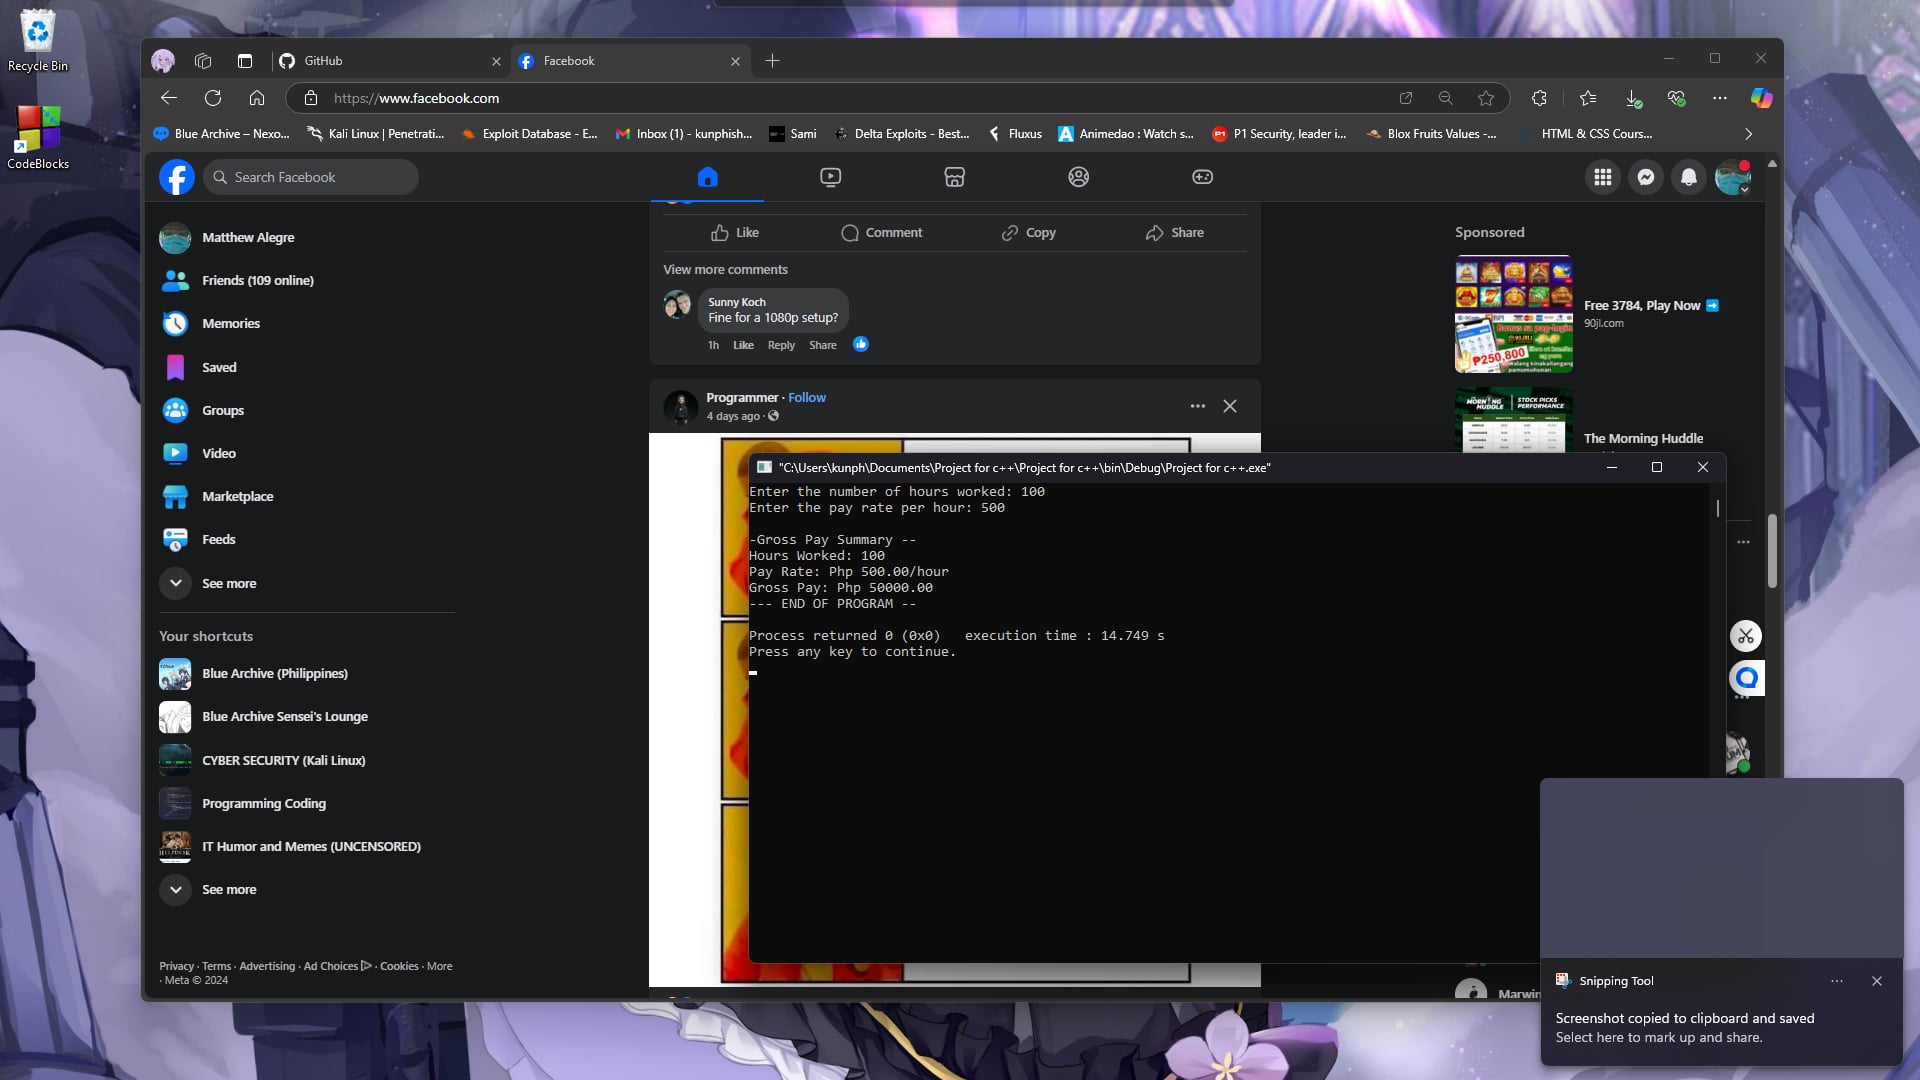 Recycle Bin
CodeBlocks
GitHub
Facebook
https://www.facebook.com
Blue Archive – Nexo...
Kali Linux | Penetrati...
Exploit Database - E...
Inbox (1) - kunphish...
Sami
Delta Exploits - Best...
Fluxus
Animedao : Watch s...
P1 Security, leader i...
Blox Fruits Values -...
HTML & CSS Cours...
Search Facebook
Matthew Alegre
Friends (109 online)
Memories
Saved
Groups
Video
Marketplace
Feeds
See more
Your shortcuts
Blue Archive (Philippines)
Blue Archive Sensei's Lounge
CYBER SECURITY (Kali Linux)
Programming Coding
IT Humor and Memes (UNCENSORED)
See more
Privacy · Terms · Advertising · Ad Choices · Cookies · More
· Meta © 2024
Like
Comment
Copy
Share
View more comments
Sunny Koch
Fine for a 1080p setup?
1h Like Reply Share
Programmer · Follow
4 days ago ·
Sponsored
Bonus sa pag-login
₱250,800
Free 3784, Play Now
90jl.com
MORNING HUDDLE
STOCK PICKS PERFORMANCE
The Morning Huddle
"C:\Users\kunph\Documents\Project for c++\Project for c++\bin\Debug\Project for c++.exe"
Enter the number of hours worked: 100
Enter the pay rate per hour: 500
-Gross Pay Summary --
Hours Worked: 100
Pay Rate: Php 500.00/hour
Gross Pay: Php 50000.00
--- END OF PROGRAM --
Process returned 0 (0x0)   execution time : 14.749 s
Press any key to continue.
Marwin
Snipping Tool
Screenshot copied to clipboard and saved
Select here to mark up and share.